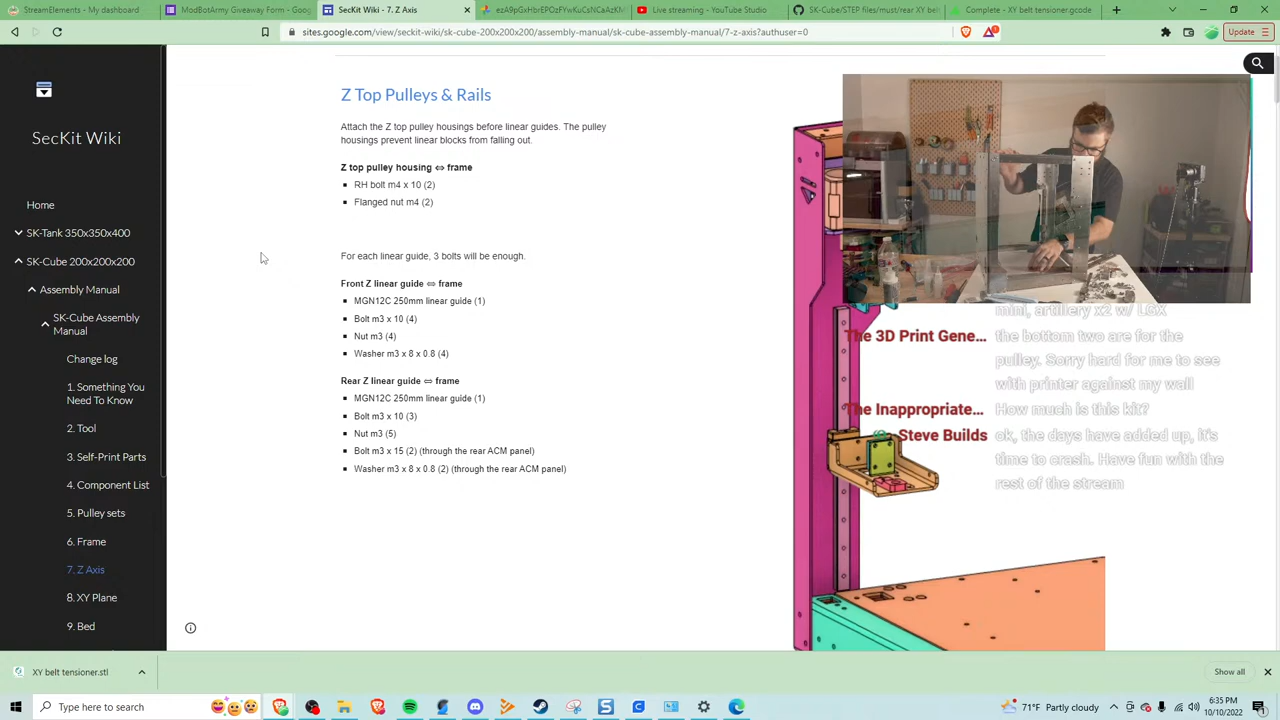 StreamElements - My dashboard
ModBotArmy Giveaway Form - Goog
SecKit Wiki - 7. Z Axis
ezA9pGxHbrEPOzFYwKuCsNCaAzKM
Live streaming - YouTube Studio
SK-Cube/STEP files/must/rear XY bel
Complete - XY belt tensioner.gcode
sites.google.com/view/seckit-wiki/sk-cube-200x200x200/assembly-manual/sk-cube-assembly-manual/7-z-axis?authuser=0
Update
SecKit Wiki
Home
SK-Tank 350x350x400
SK-Cube 200x200x200
Assembly Manual
SK-Cube Assembly
Manual
Change log
1. Something You
Need To Know
2. Tool
3. Self-Print Parts
4. Component List
5. Pulley sets
6. Frame
7. Z Axis
8. XY Plane
9. Bed
Z Top Pulleys & Rails
Attach the Z top pulley housings before linear guides. The pulley
housings prevent linear blocks from falling out.
Z top pulley housing ⇔ frame
RH bolt m4 x 10 (2)
Flanged nut m4 (2)
For each linear guide, 3 bolts will be enough.
Front Z linear guide ⇔ frame
MGN12C 250mm linear guide (1)
Bolt m3 x 10 (4)
Nut m3 (4)
Washer m3 x 8 x 0.8 (4)
Rear Z linear guide ⇔ frame
MGN12C 250mm linear guide (1)
Bolt m3 x 10 (3)
Nut m3 (5)
Bolt m3 x 15 (2) (through the rear ACM panel)
Washer m3 x 8 x 0.8 (2) (through the rear ACM panel)
mini, artillery x2 w/ LGX
The 3D Print Gene... the bottom two are for the
pulley. Sorry hard for me to see
with printer against my wall
The Inappropriate... How much is this kit?
Steve Builds ok, the days have added up, it's
time to crash. Have fun with the
rest of the stream
XY belt tensioner.stl
Show all
Type here to search
71°F Partly cloudy
6:35 PM
10/10/2022